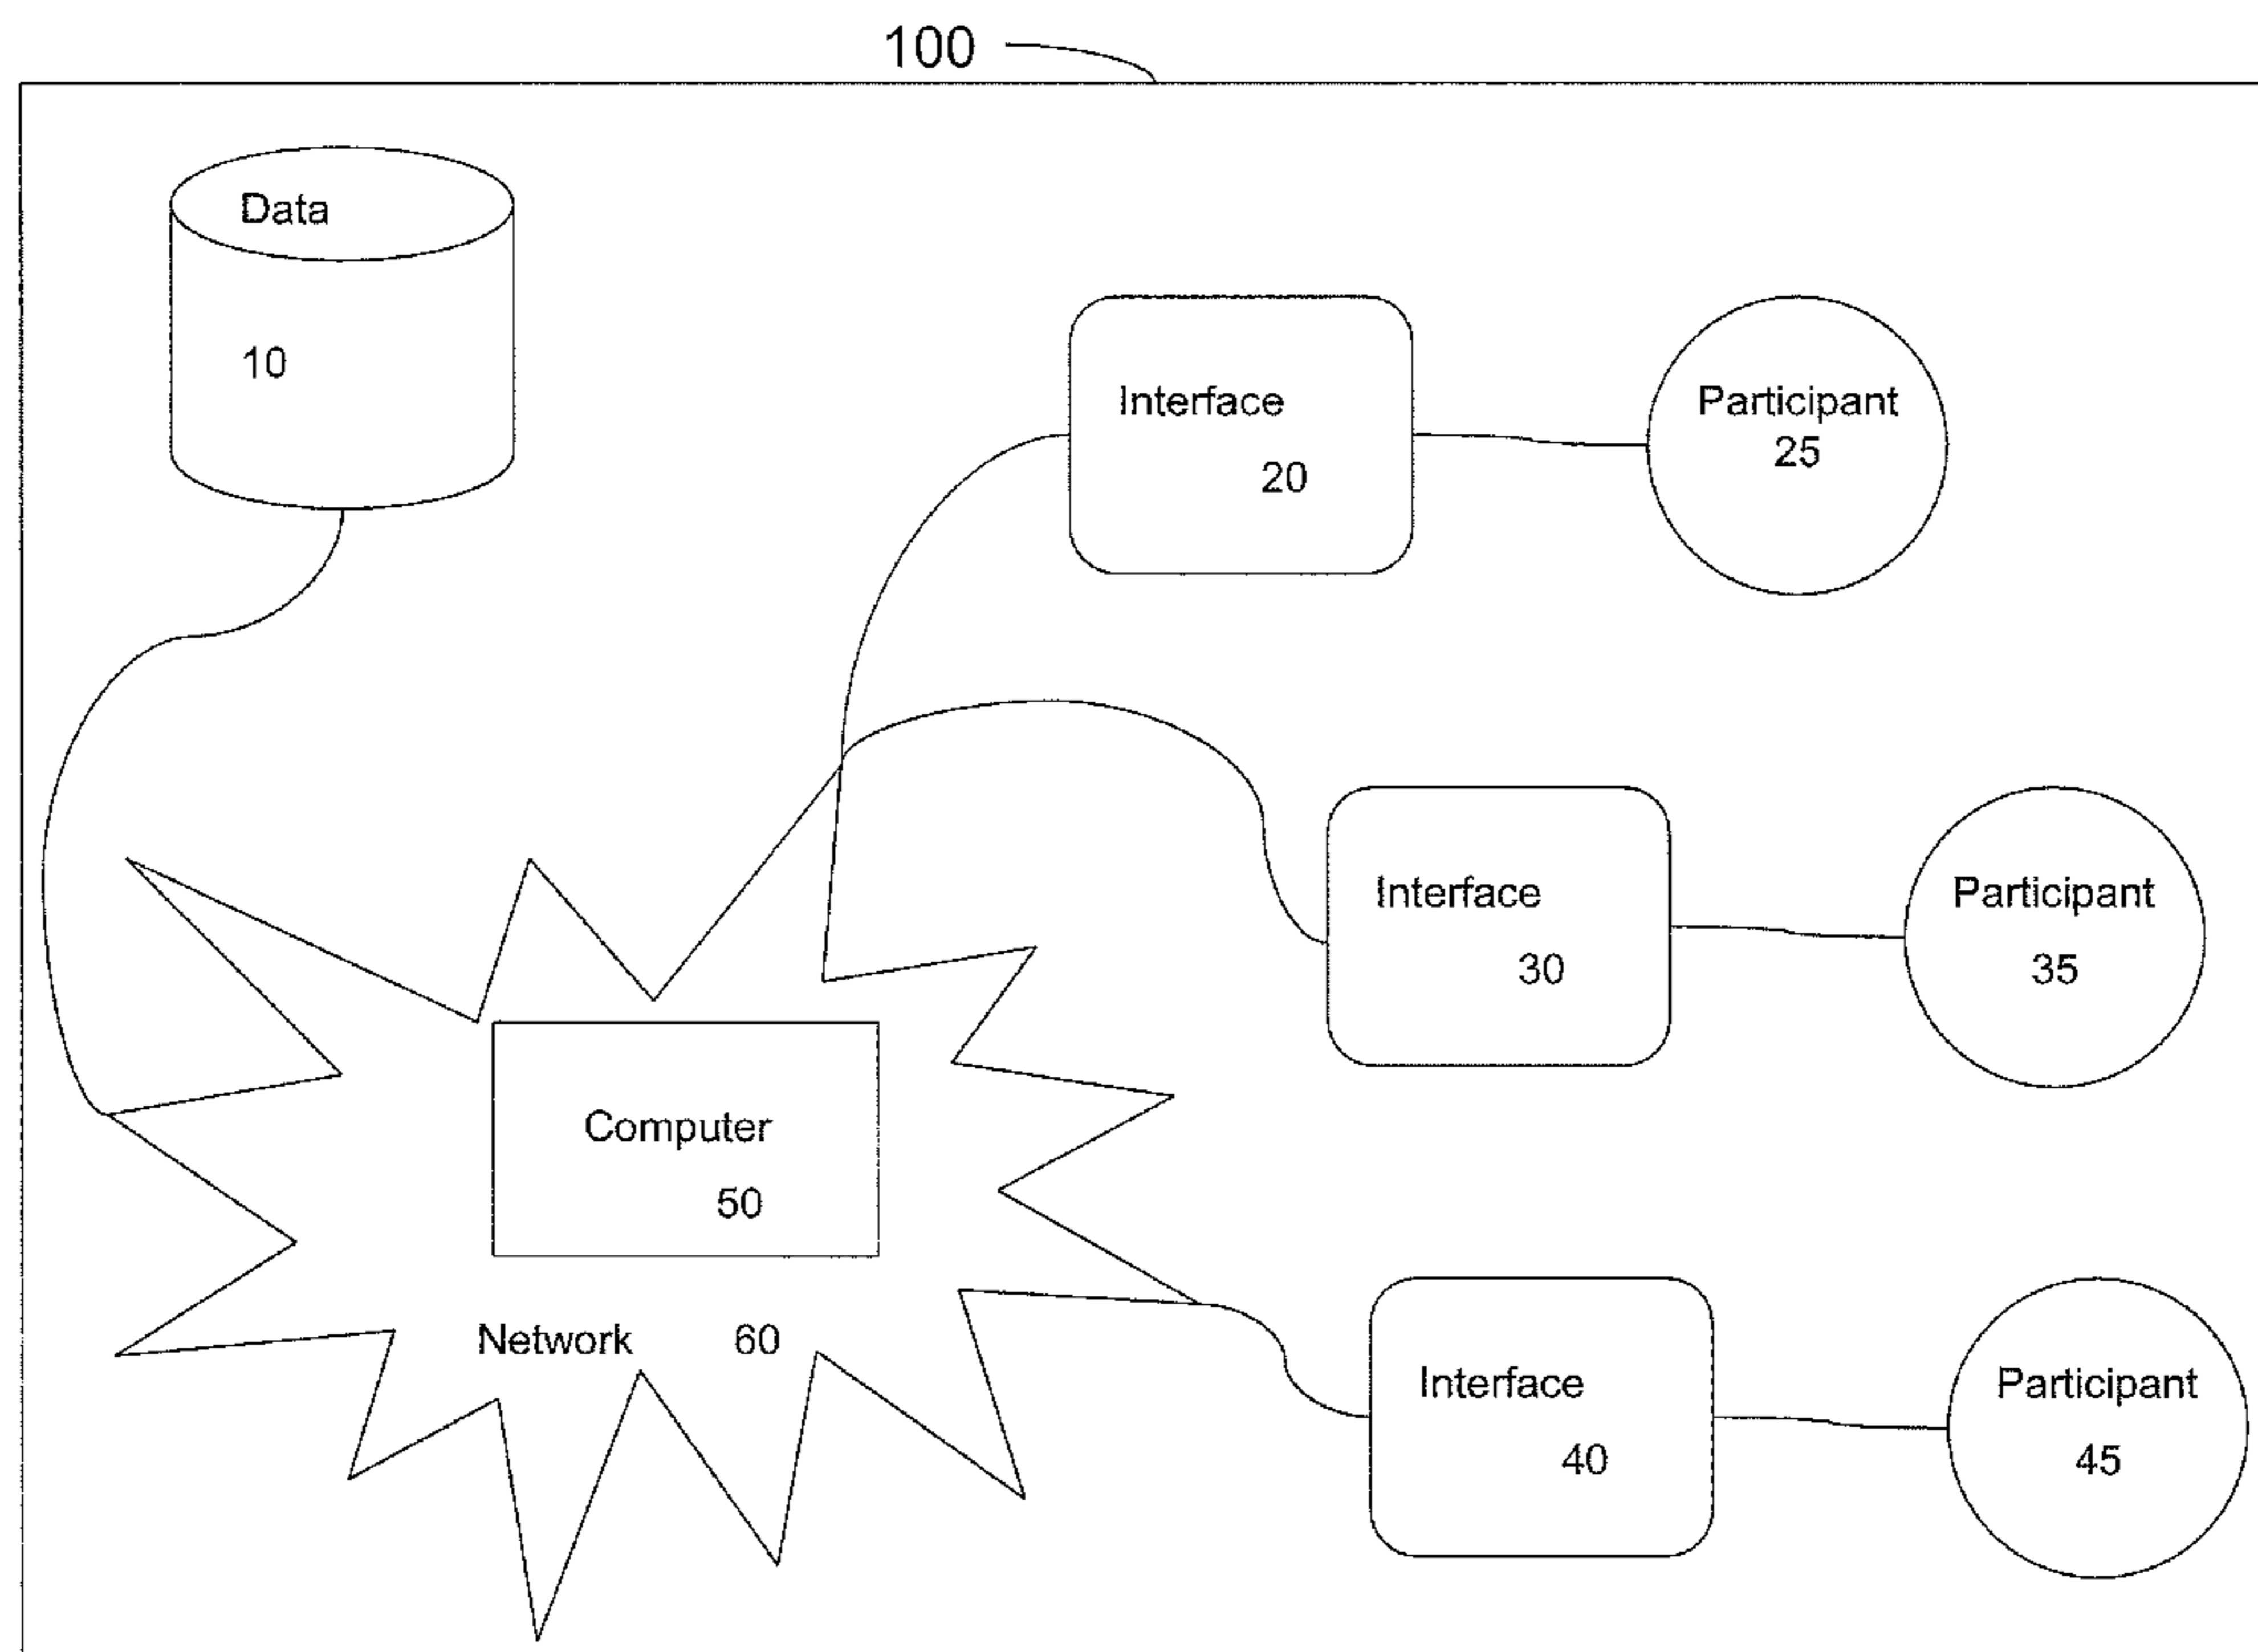 100
Data
10
Interface
20
Participant
25
Interface
30
Participant
35
Computer
50
Network 60
Interface
40
Participant
45